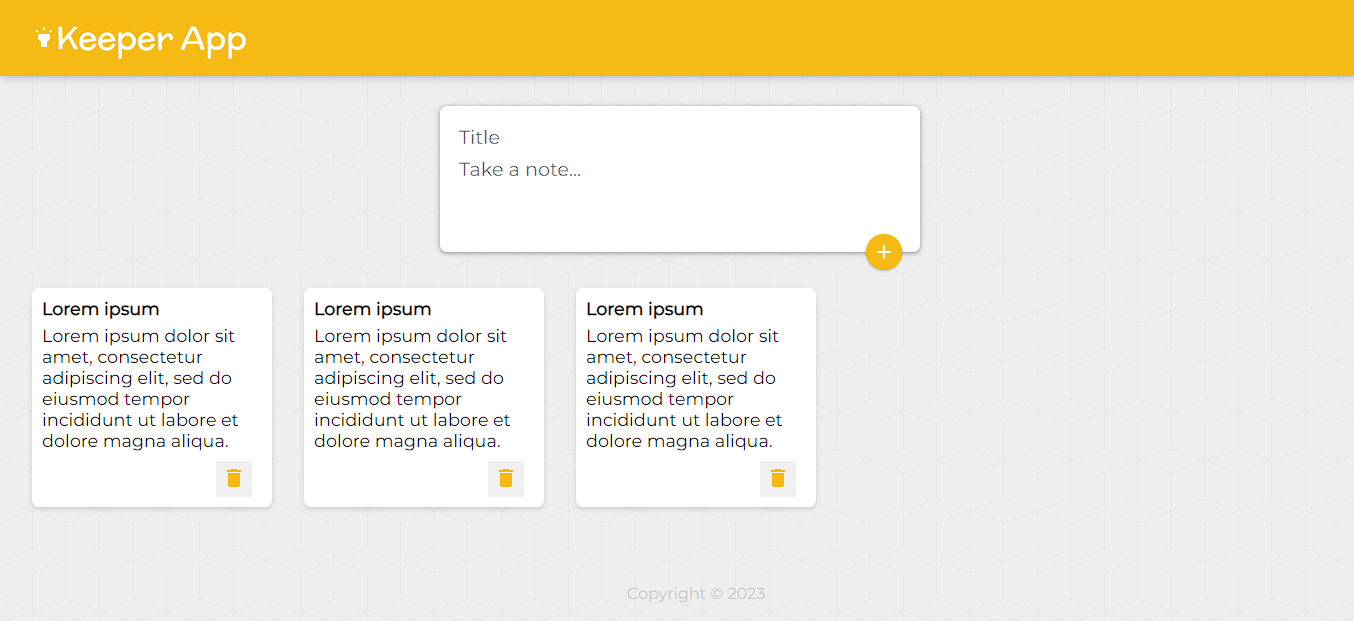 Keeper App
Title
Take a note...
Lorem ipsum
Lorem ipsum dolor sit
amet, consectetur
adipiscing elit, sed do
eiusmod tempor
incididunt ut labore et
dolore magna aliqua.
Lorem ipsum
Lorem ipsum dolor sit
amet, consectetur
adipiscing elit, sed do
eiusmod tempor
incididunt ut labore et
dolore magna aliqua.
Lorem ipsum
Lorem ipsum dolor sit
amet, consectetur
adipiscing elit, sed do
eiusmod tempor
incididunt ut labore et
dolore magna aliqua.
Copyright © 2023